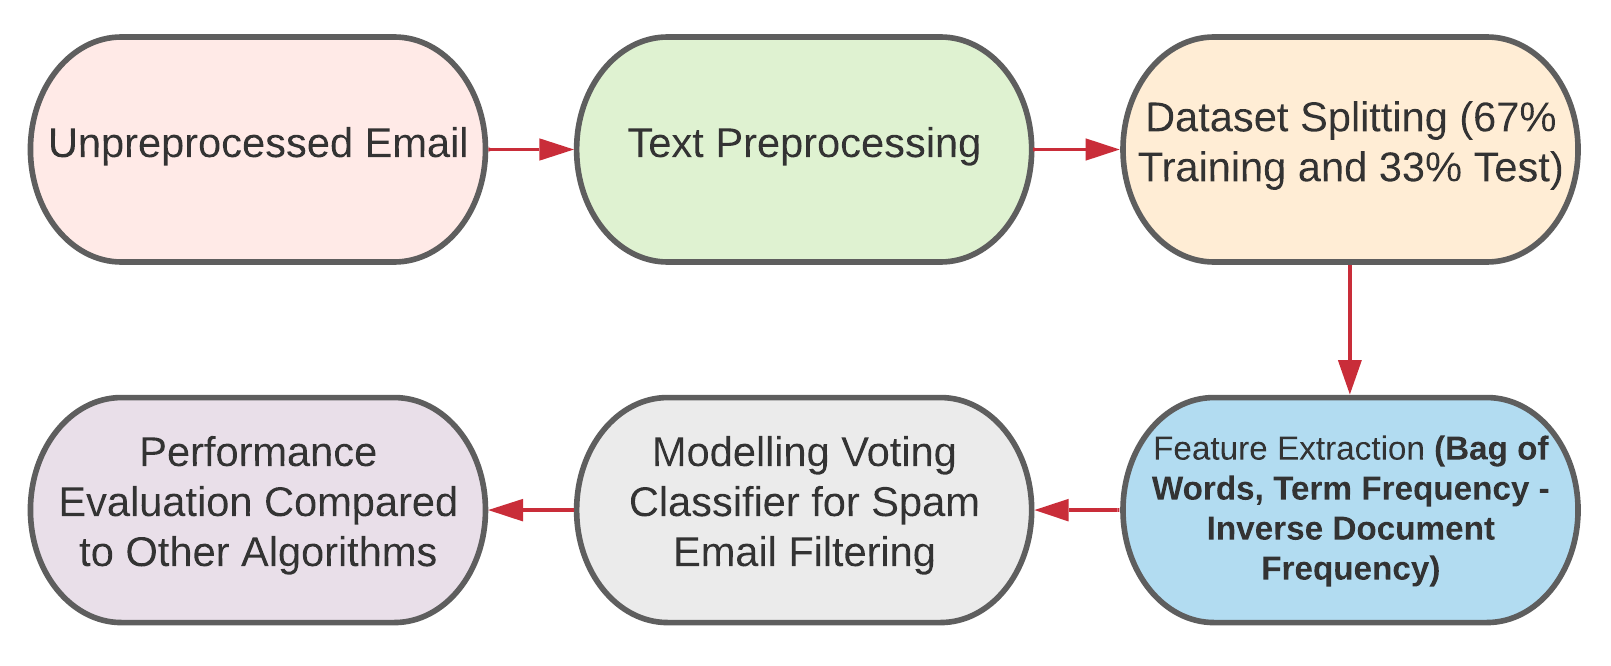 Unpreprocessed Email
Text Preprocessing
Dataset Splitting (67%
Training and 33% Test)
Feature Extraction (Bag of
Words, Term Frequency -
Inverse Document
Frequency)
Modelling Voting
Classifier for Spam
Email Filtering
Performance
Evaluation Compared
to Other Algorithms